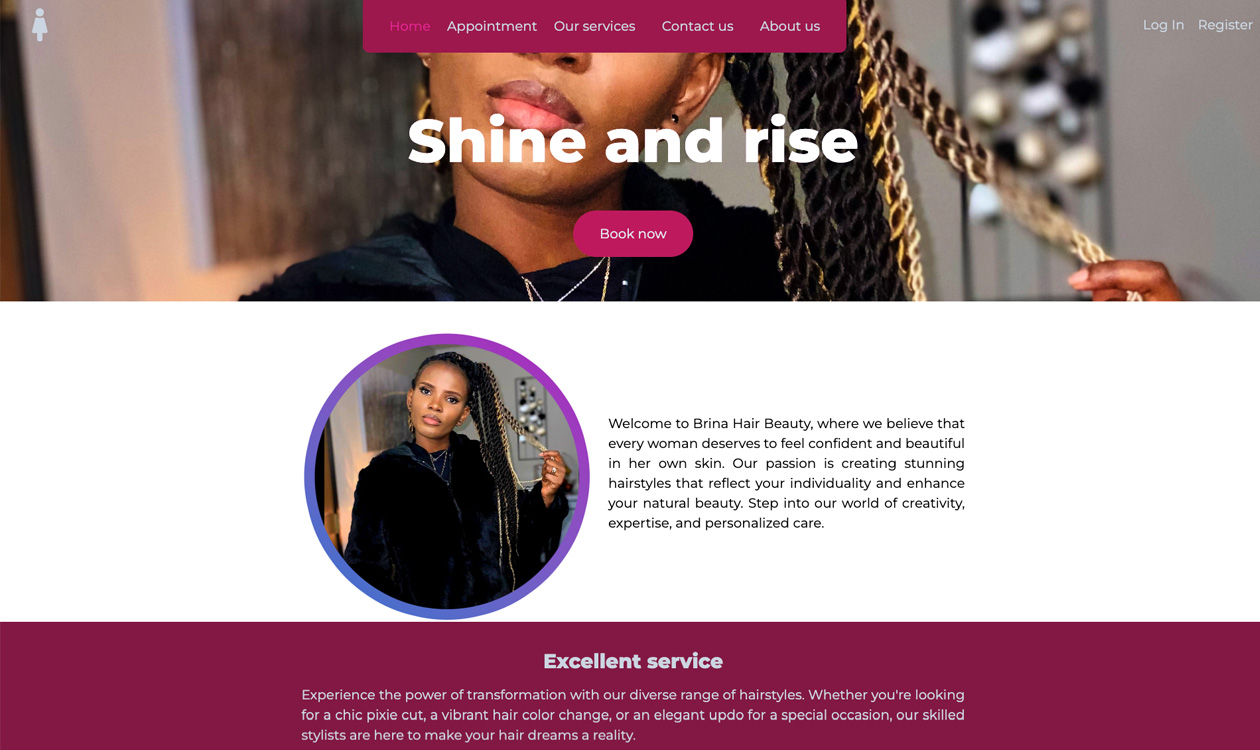 Home Appointment Our services Contact us About us
Log In Register
Shine and rise
Book now
Welcome to Brina Hair Beauty, where we believe that
every woman deserves to feel confident and beautiful
in her own skin. Our passion is creating stunning
hairstyles that reflect your individuality and enhance
your natural beauty. Step into our world of creativity,
expertise, and personalized care.
Excellent service
Experience the power of transformation with our diverse range of hairstyles. Whether you're looking
for a chic pixie cut, a vibrant hair color change, or an elegant updo for a special occasion, our skilled
stylists are here to make your hair dreams a reality.